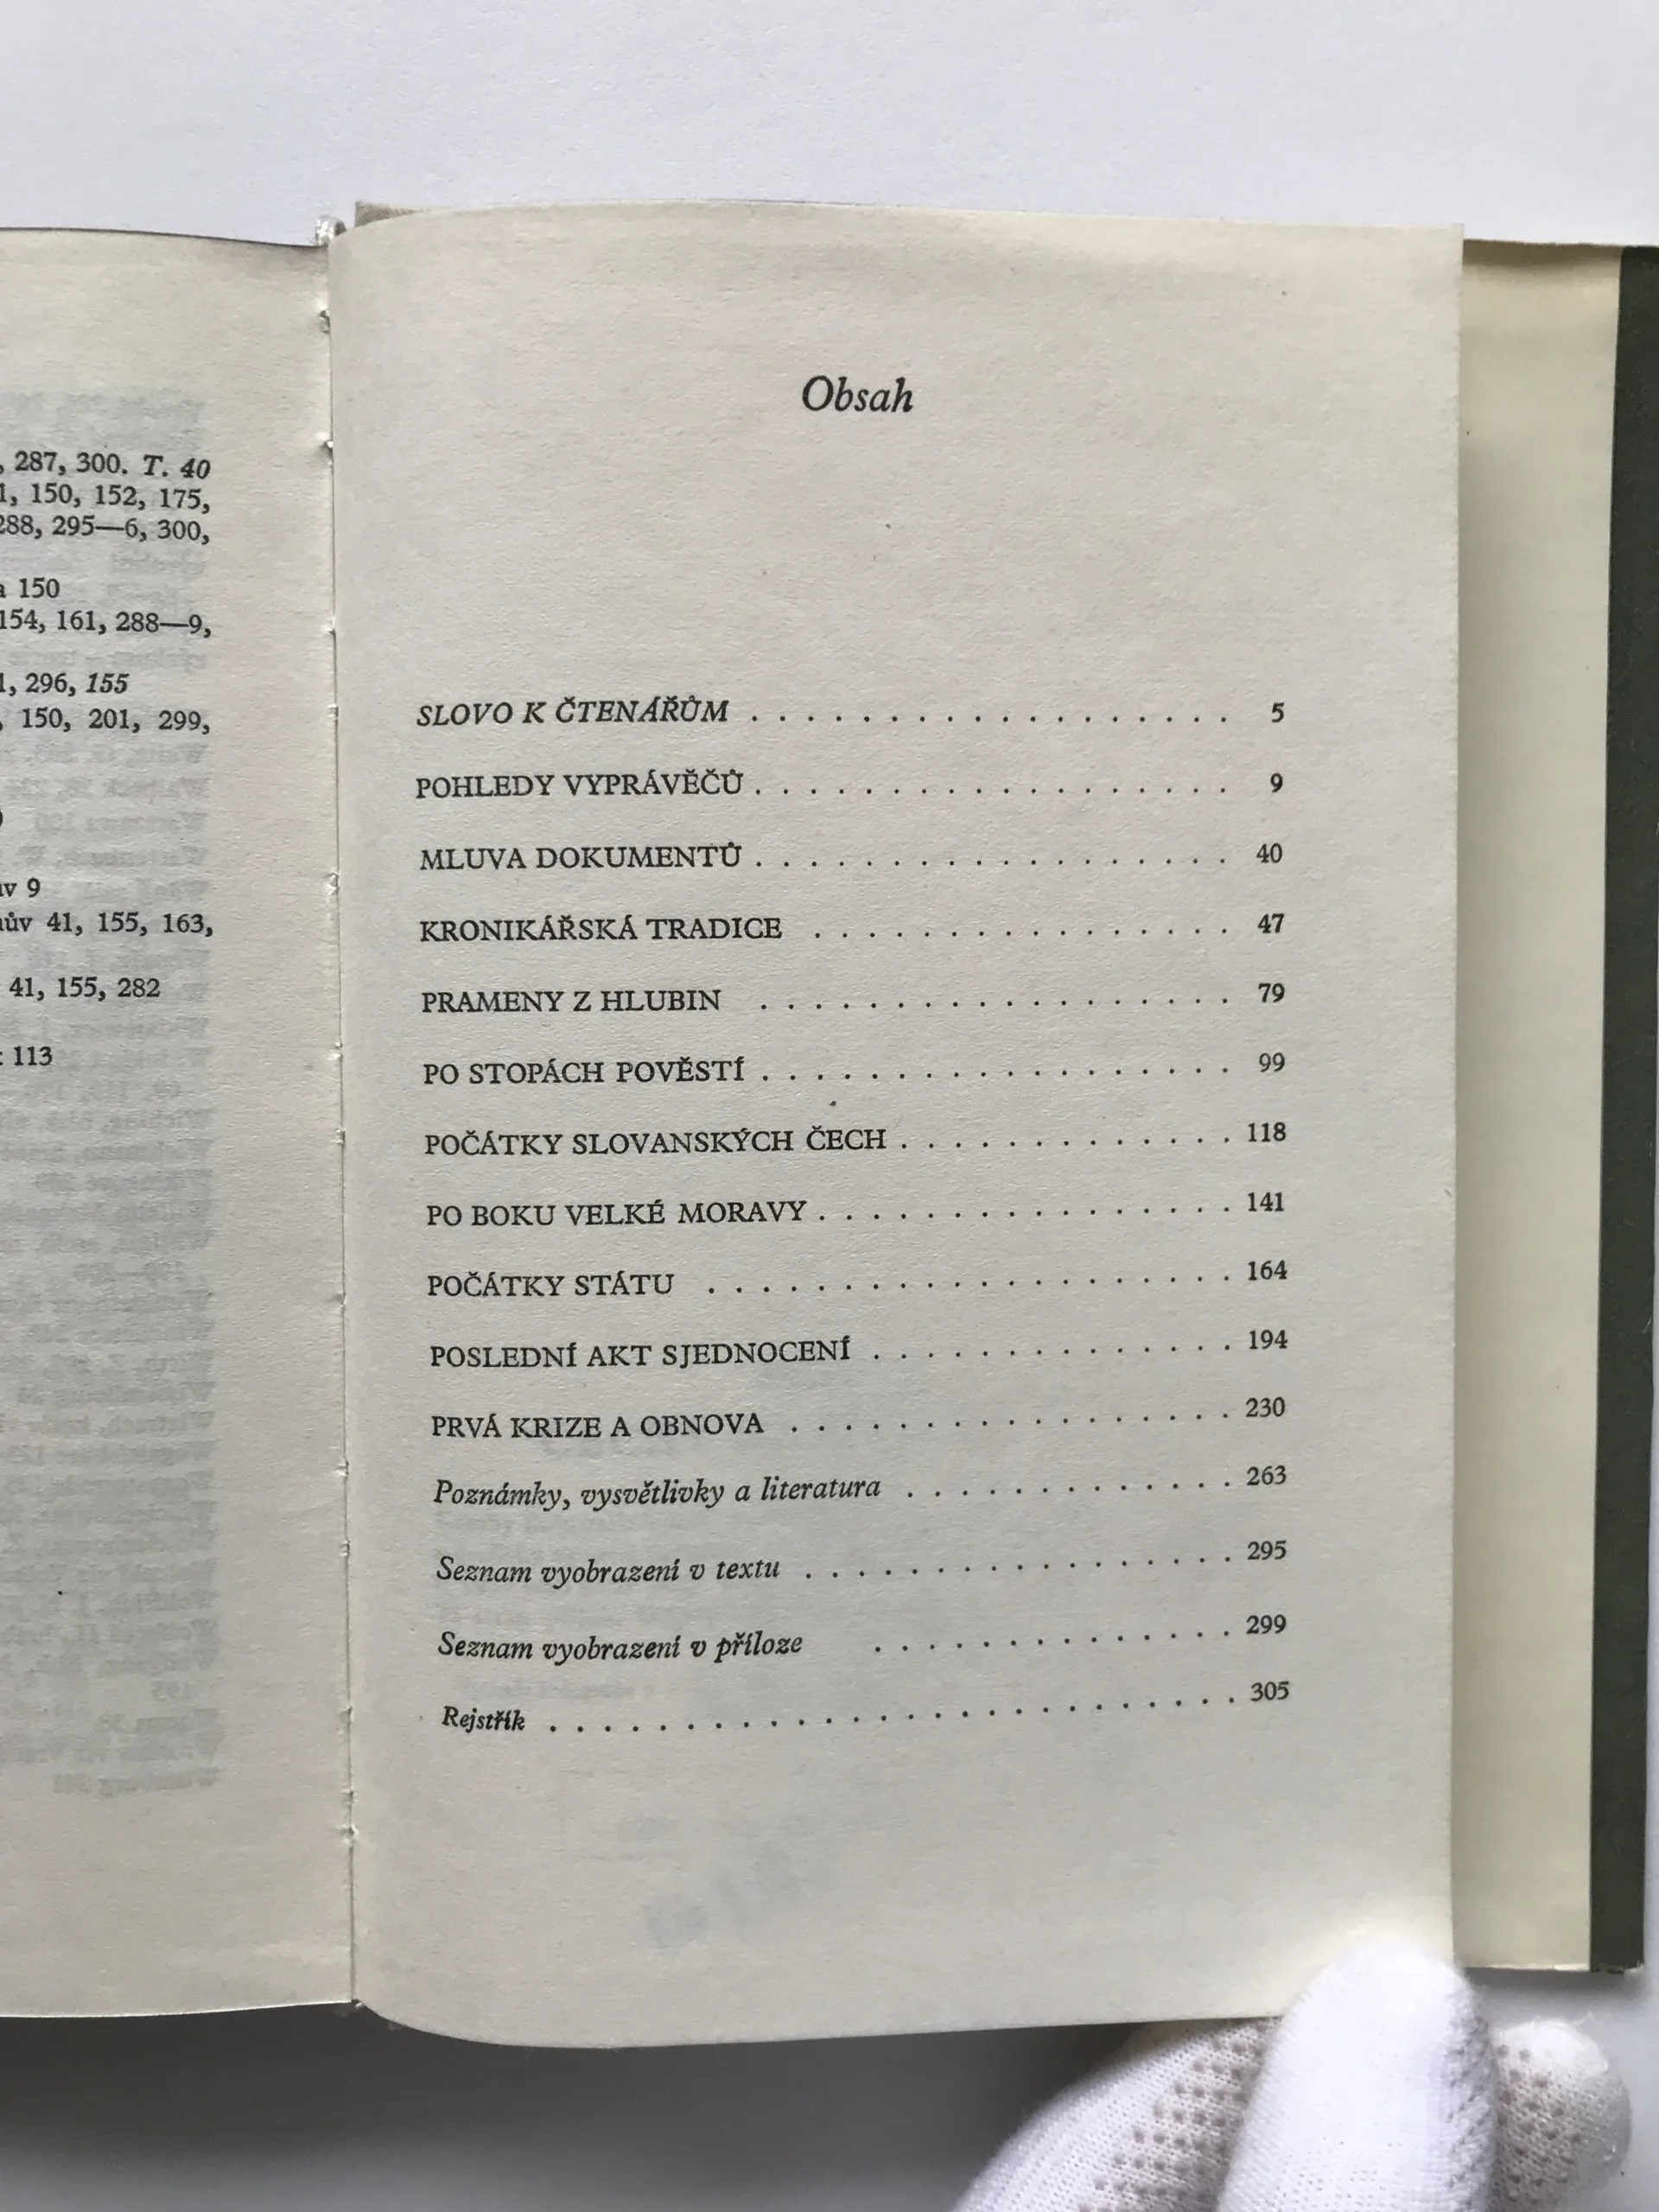 , 287, 300. T. 40
1, 150, 152, 175,
288, 295—6, 300,
a 150
154, 161, 288—9,
1, 296, 155
, 150, 201, 299,
9
ův 41, 155, 163,
41, 155, 282
113
Obsah
SLOVO K ČTENÁŘŮM . . . . . . . . . . . . . . . . . . 5
POHLEDY VYPRÁVĚČŮ . . . . . . . . . . . . . . . . . . 9
MLUVA DOKUMENTŮ . . . . . . . . . . . . . . . . . . 40
KRONIKÁŘSKÁ TRADICE . . . . . . . . . . . . . . . . 47
PRAMENY Z HLUBIN . . . . . . . . . . . . . . . . . . 79
PO STOPÁCH POVĚSTÍ . . . . . . . . . . . . . . . . . . 99
POČÁTKY SLOVANSKÝCH ČECH . . . . . . . . . . . . . 118
PO BOKU VELKÉ MORAVY . . . . . . . . . . . . . . . . 141
POČÁTKY STÁTU . . . . . . . . . . . . . . . . . . . . 164
POSLEDNÍ AKT SJEDNOCENÍ . . . . . . . . . . . . . . 194
PRVÁ KRIZE A OBNOVA . . . . . . . . . . . . . . . . . 230
Poznámky, vysvětlivky a literatura . . . . . . . . . . . . . 263
Seznam vyobrazení v textu . . . . . . . . . . . . . . . . 295
Seznam vyobrazení v příloze . . . . . . . . . . . . . . 299
Rejstřík . . . . . . . . . . . . . . . . . . . . . . . . . . 305